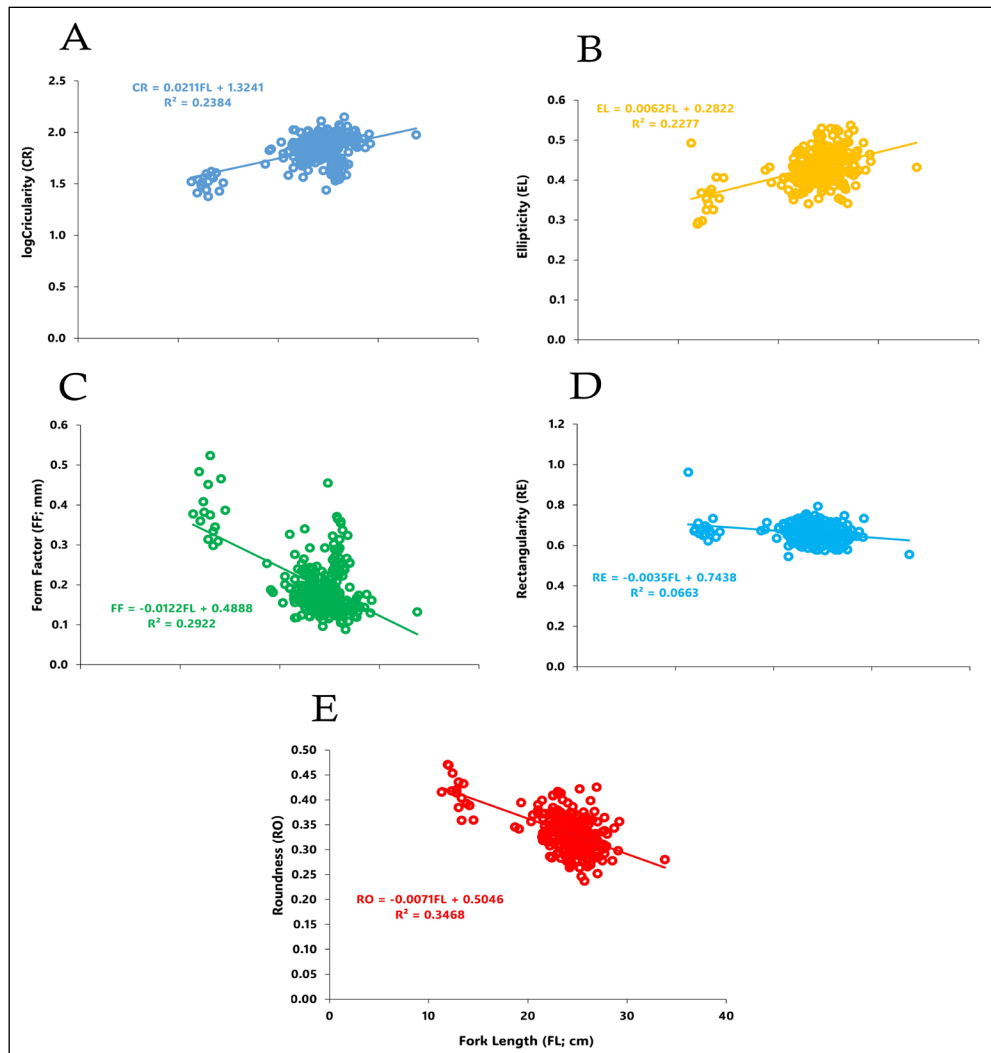 A
CR = 0.0211FL + 1.3241
R² = 0.2384
2.5
2.0
1.5
1.0
0.5
0.0
logCricularity (CR)
B
EL = 0.0062FL + 0.2822
R² = 0.2277
0.6
0.5
0.4
0.3
0.2
0.1
0.0
Ellipticity (EL)
C
0.6
0.5
0.4
0.3
0.2
0.1
0.0
Form Factor (FF; mm)
FF = -0.0122FL + 0.4888
R² = 0.2922
D
1.2
1.0
0.8
0.6
0.4
0.2
0.0
Rectangularity (RE)
RE = -0.0035FL + 0.7438
R² = 0.0663
E
0.50
0.45
0.40
0.35
0.30
0.25
0.20
0.15
0.10
0.05
0.00
Roundness (RO)
RO = -0.0071FL + 0.5046
R² = 0.3468
0 10 20 30 40
Fork Length (FL; cm)